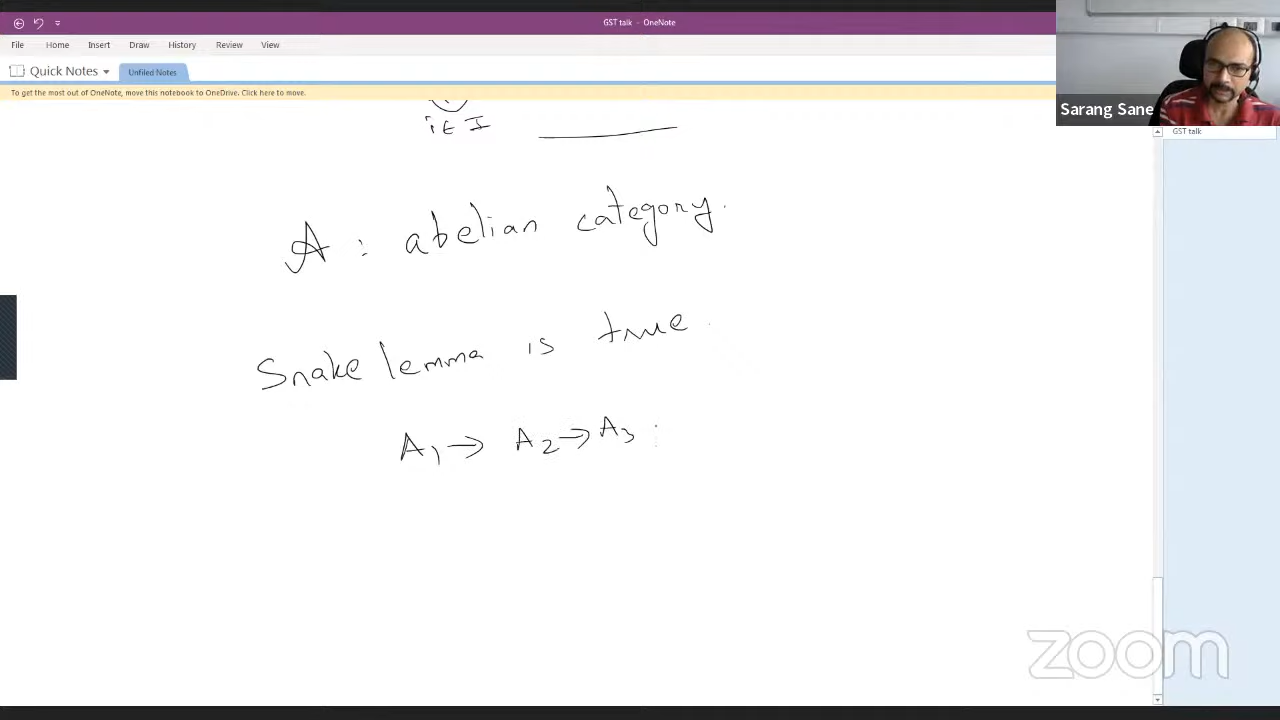 GST talk - OneNote
File Home Insert Draw History Review View
Quick Notes Unfiled Notes
To get the most out of OneNote, move this notebook to OneDrive. Click here to move.
Sarang Sane
GST talk
i ∈ I
A : abelian category.
Snake lemma is true.
A₁ → A₂ → A₃ :
zoom